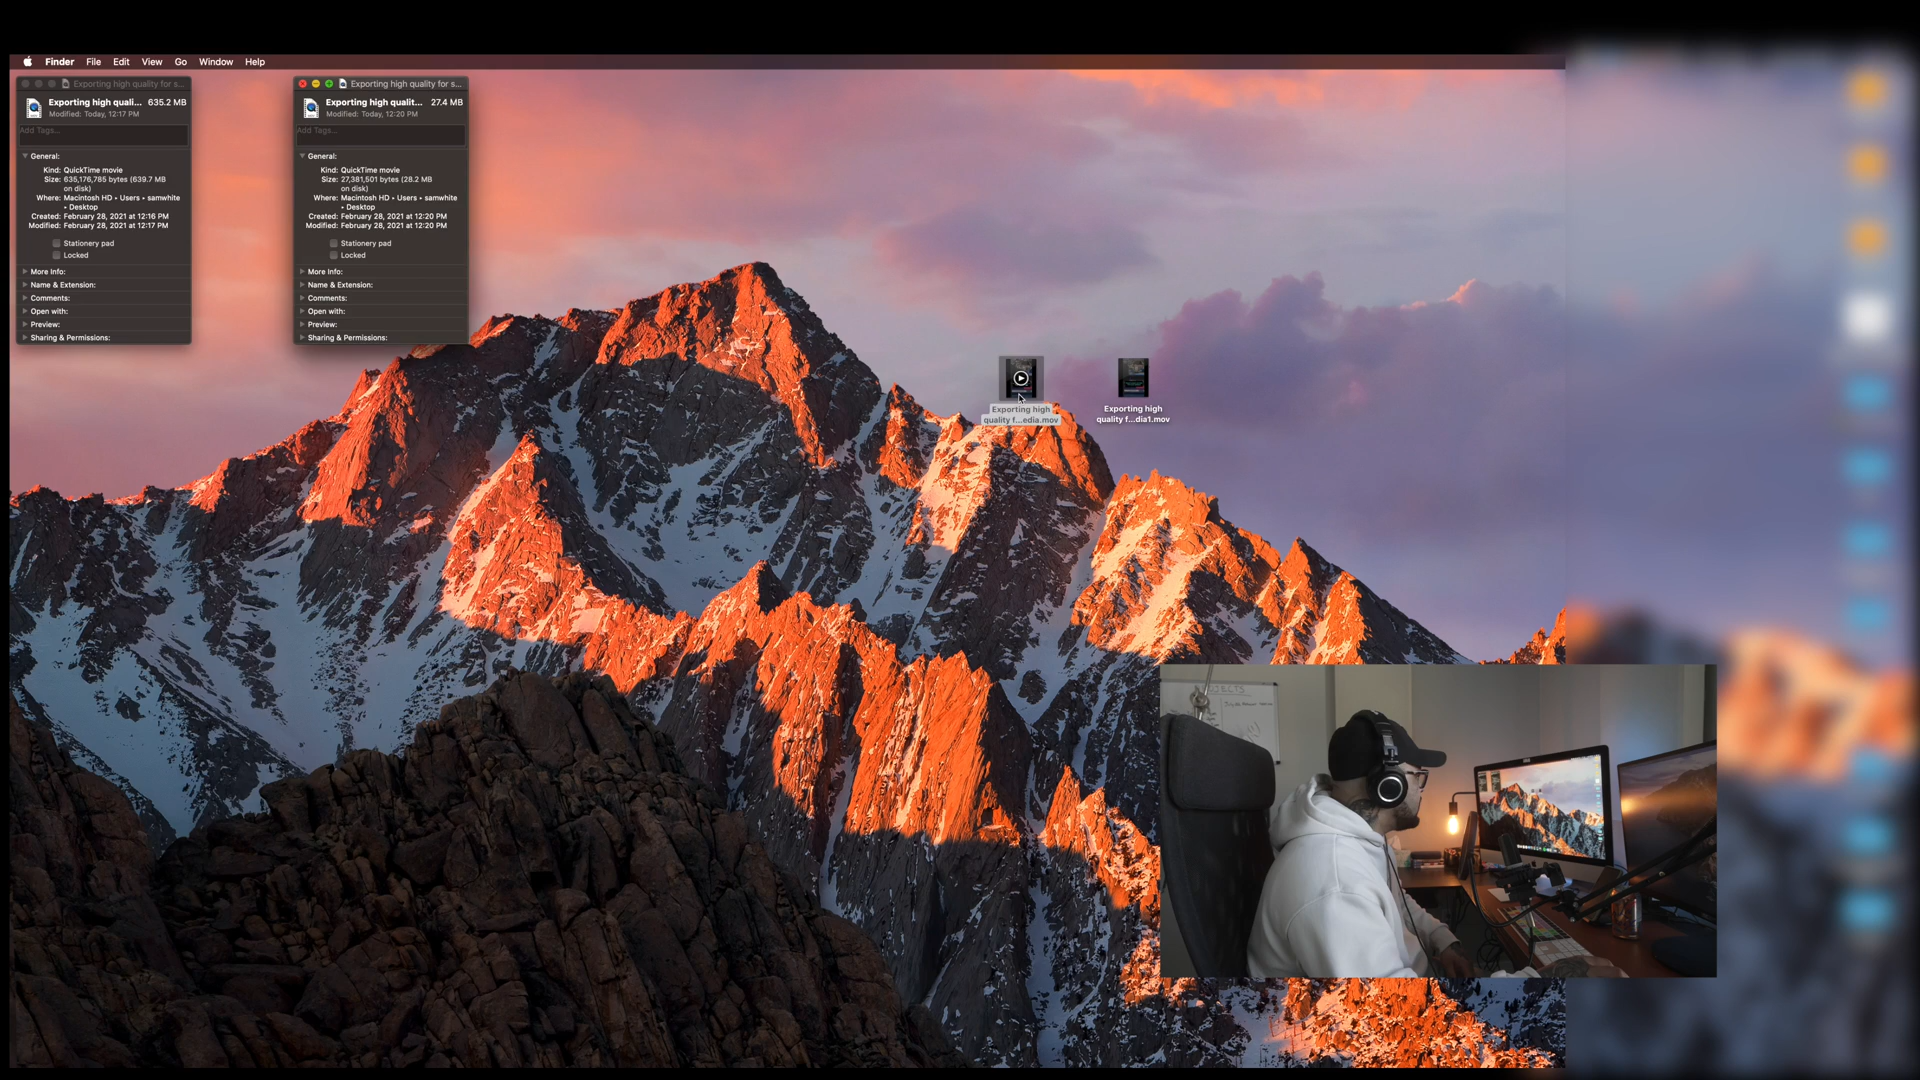 Finder File Edit View Go Window Help
Exporting high quality for s...
Exporting high quali... 635.2 MB
Modified: Today, 12:17 PM
Add Tags...
General:
Kind: QuickTime movie
Size: 635,176,785 bytes (639.7 MB
on disk)
Where: Macintosh HD • Users • samwhite
• Desktop
Created: February 28, 2021 at 12:16 PM
Modified: February 28, 2021 at 12:17 PM
Stationery pad
Locked
More Info:
Name & Extension:
Comments:
Open with:
Preview:
Sharing & Permissions:
Exporting high quality for s...
Exporting high qualit... 27.4 MB
Modified: Today, 12:20 PM
Add Tags...
General:
Kind: QuickTime movie
Size: 27,381,501 bytes (28.2 MB
on disk)
Where: Macintosh HD • Users • samwhite
• Desktop
Created: February 28, 2021 at 12:20 PM
Modified: February 28, 2021 at 12:20 PM
Stationery pad
Locked
More Info:
Name & Extension:
Comments:
Open with:
Preview:
Sharing & Permissions:
Exporting high
quality f...edia.mov
Exporting high
quality f...dia1.mov